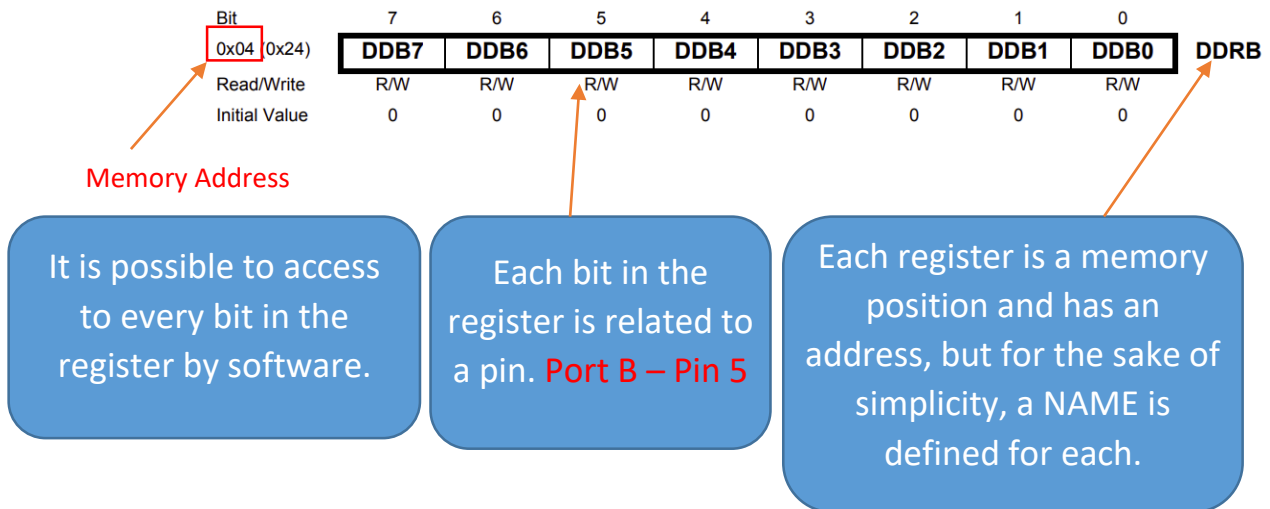 Bit 7 6 5 4 3 2 1 0
0x04 (0x24) DDB7 DDB6 DDB5 DDB4 DDB3 DDB2 DDB1 DDB0 DDRB
Read/Write R/W R/W R/W R/W R/W R/W R/W R/W
Initial Value 0 0 0 0 0 0 0 0
Memory Address
It is possible to access
to every bit in the
register by software.
Each bit in the
register is related to
a pin. Port B – Pin 5
Each register is a memory
position and has an
address, but for the sake of
simplicity, a NAME is
defined for each.